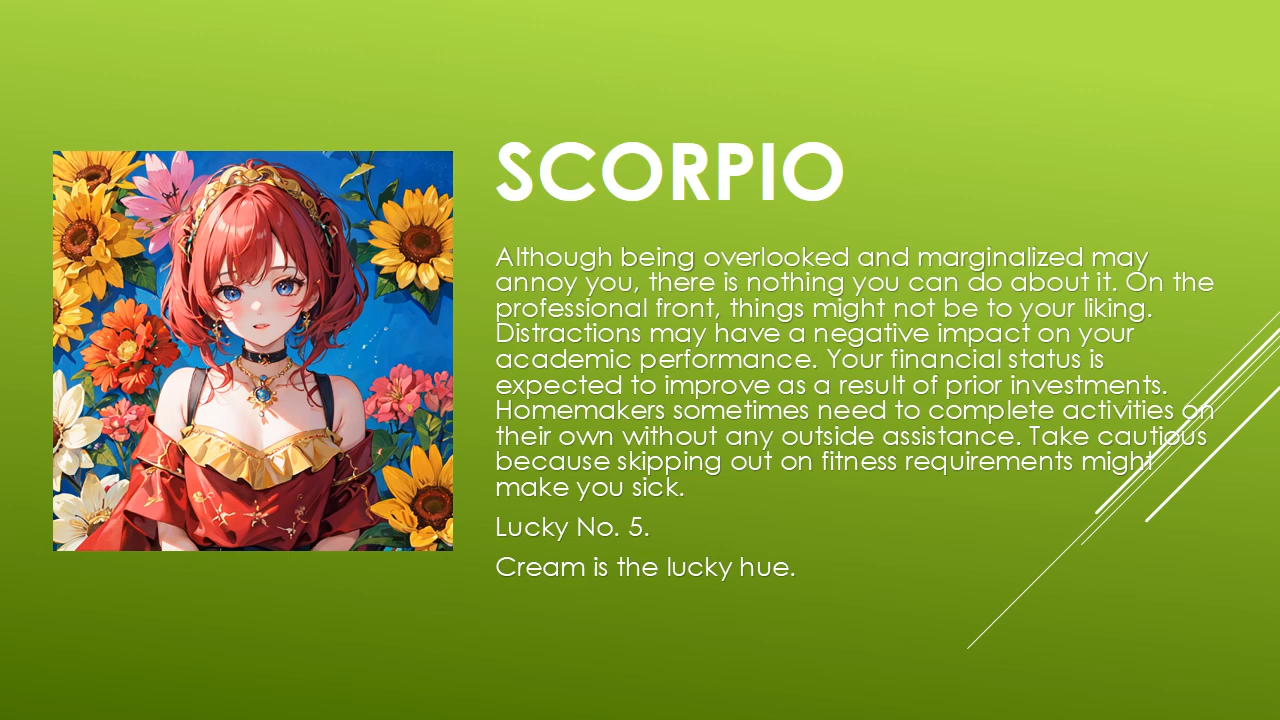 SCORPIO
Although being overlooked and marginalized may
annoy you, there is nothing you can do about it. On the
professional front, things might not be to your liking.
Distractions may have a negative impact on your
academic performance. Your financial status is
expected to improve as a result of prior investments.
Homemakers sometimes need to complete activities on
their own without any outside assistance. Take cautious
because skipping out on fitness requirements might
make you sick.
Lucky No. 5.
Cream is the lucky hue.